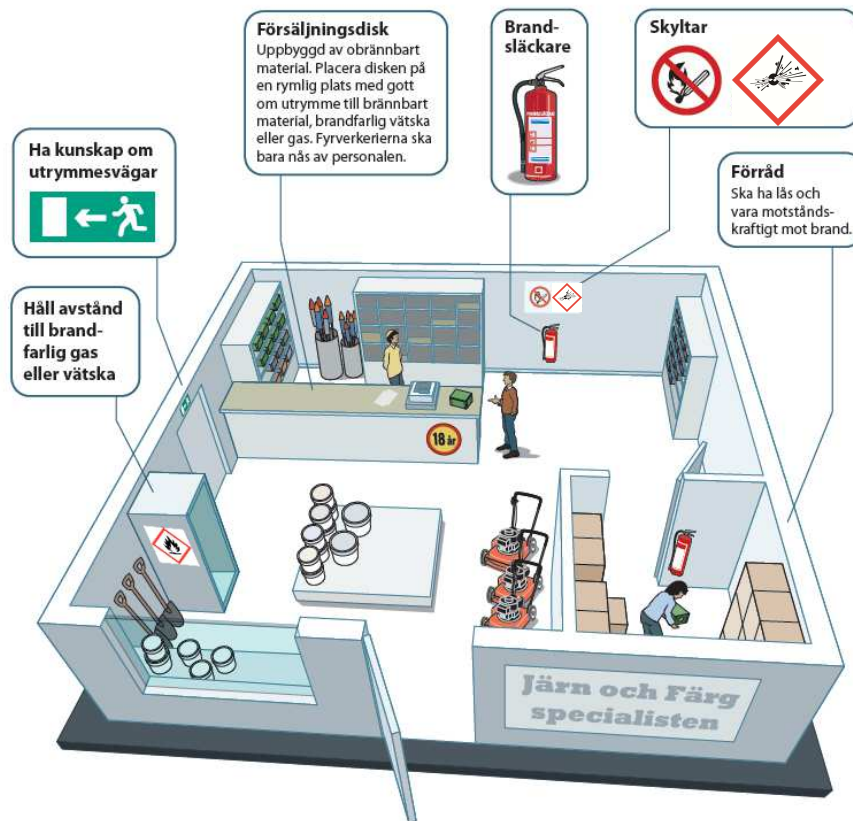 Försäljningsdisk
Uppbyggd av obrännbart
material. Placera disken på
en rymlig plats med gott
om utrymme till brännbart
material, brandfarlig vätska
eller gas. Fyrverkerierna ska
bara nås av personalen.
Brand-
släckare
Skyltar
Förråd
Ska ha lås och
vara motstånds-
kraftigt mot brand.
Ha kunskap om
utrymmesvägar
Håll avstånd
till brand-
farlig gas
eller vätska
18 år
Järn och Färg
specialisten